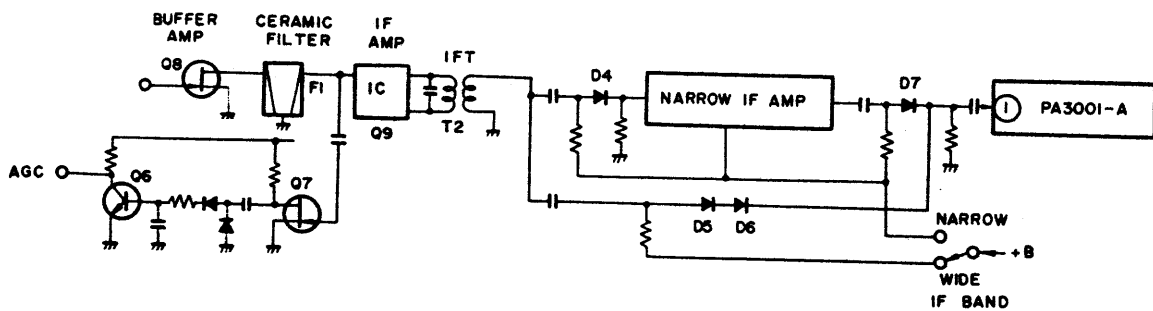 BUFFER AMP
CERAMIC FILTER
IF AMP
IFT
Q8
F1
IC
Q9
T2
D4
NARROW IF AMP
D7
1
PA3001-A
AGC
Q6
Q7
D5
D6
NARROW
+B
WIDE
IF BAND